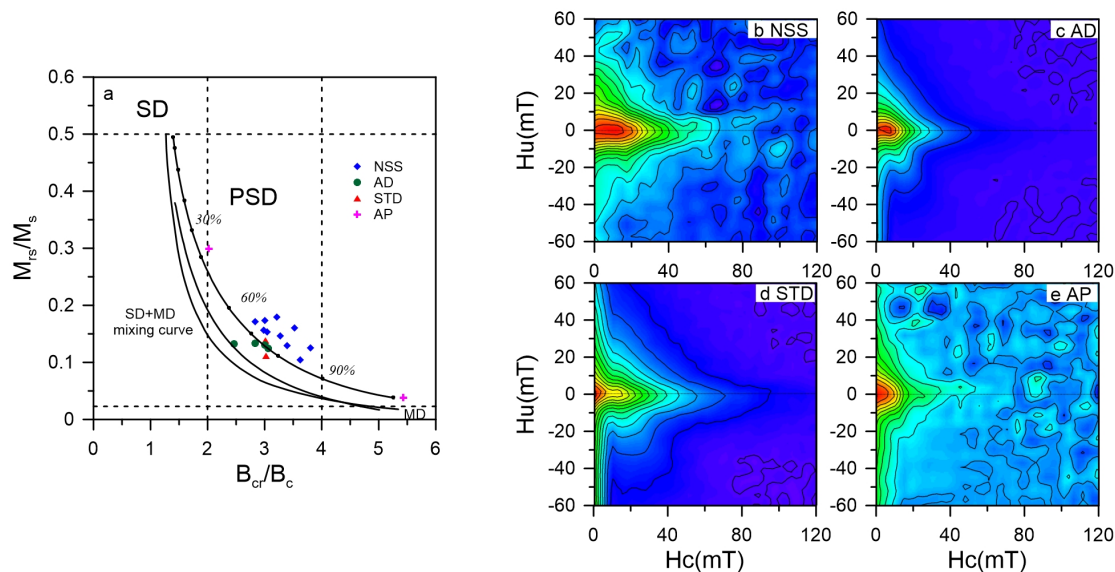 a
SD
PSD
MD
30%
60%
90%
SD+MD
mixing curve
NSS
AD
STD
AP
0.6
0.5
0.4
0.3
0.2
0.1
0
0 1 2 3 4 5 6
Mrs/Ms
Bcr/Bc
b NSS
60
40
20
0
-20
-40
-60
0 40 80 120
Hu(mT)
c AD
60
40
20
0
-20
-40
-60
0 40 80 120
d STD
60
40
20
0
-20
-40
-60
0 40 80 120
Hu(mT)
Hc(mT)
e AP
60
40
20
0
-20
-40
-60
0 40 80 120
Hc(mT)